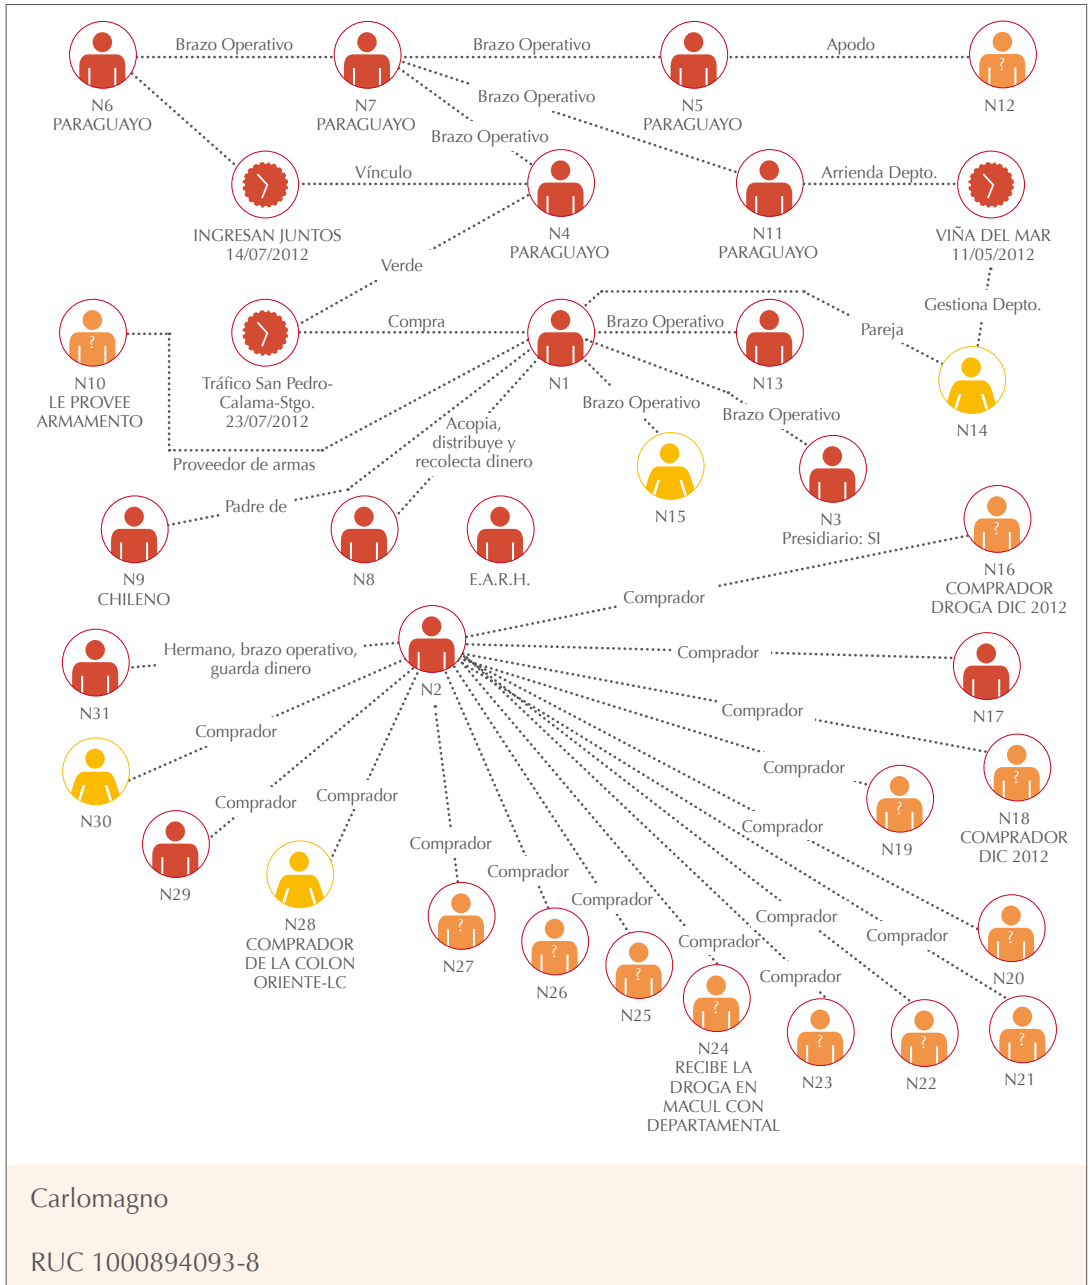 Brazo Operativo
Brazo Operativo
Apodo
N6
PARAGUAYO
N7
PARAGUAYO
Brazo Operativo
N5
PARAGUAYO
?
N12
Brazo Operativo
Vínculo
Arrienda Depto.
INGRESAN JUNTOS
14/07/2012
N4
PARAGUAYO
N11
PARAGUAYO
VIÑA DEL MAR
11/05/2012
Verde
Gestiona Depto.
?
Compra
Brazo Operativo
Pareja
N10
LE PROVEE
ARMAMENTO
Tráfico San Pedro-
Calama-Stgo.
23/07/2012
N1
N13
N14
Acopia,
distribuye y
recolecta dinero
Brazo Operativo
Brazo Operativo
Proveedor de armas
Padre de
N15
N3
Presidiario: SI
N9
CHILENO
N8
E.A.R.H.
?
N16
COMPRADOR
DROGA DIC 2012
Comprador
Hermano, brazo operativo,
guarda dinero
Comprador
N31
N2
N17
Comprador
Comprador
Comprador
?
N18
COMPRADOR
DIC 2012
N30
Comprador
Comprador
?
N19
Comprador
N29
Comprador
Comprador
Comprador
Comprador
Comprador
N28
COMPRADOR
DE LA COLON
ORIENTE-LC
?
N27
?
N26
?
N25
Comprador
Comprador
?
N20
?
N24
RECIBE LA
DROGA EN
MACUL CON
DEPARTAMENTAL
?
N23
?
N22
?
N21
Carlomagno
RUC 1000894093-8